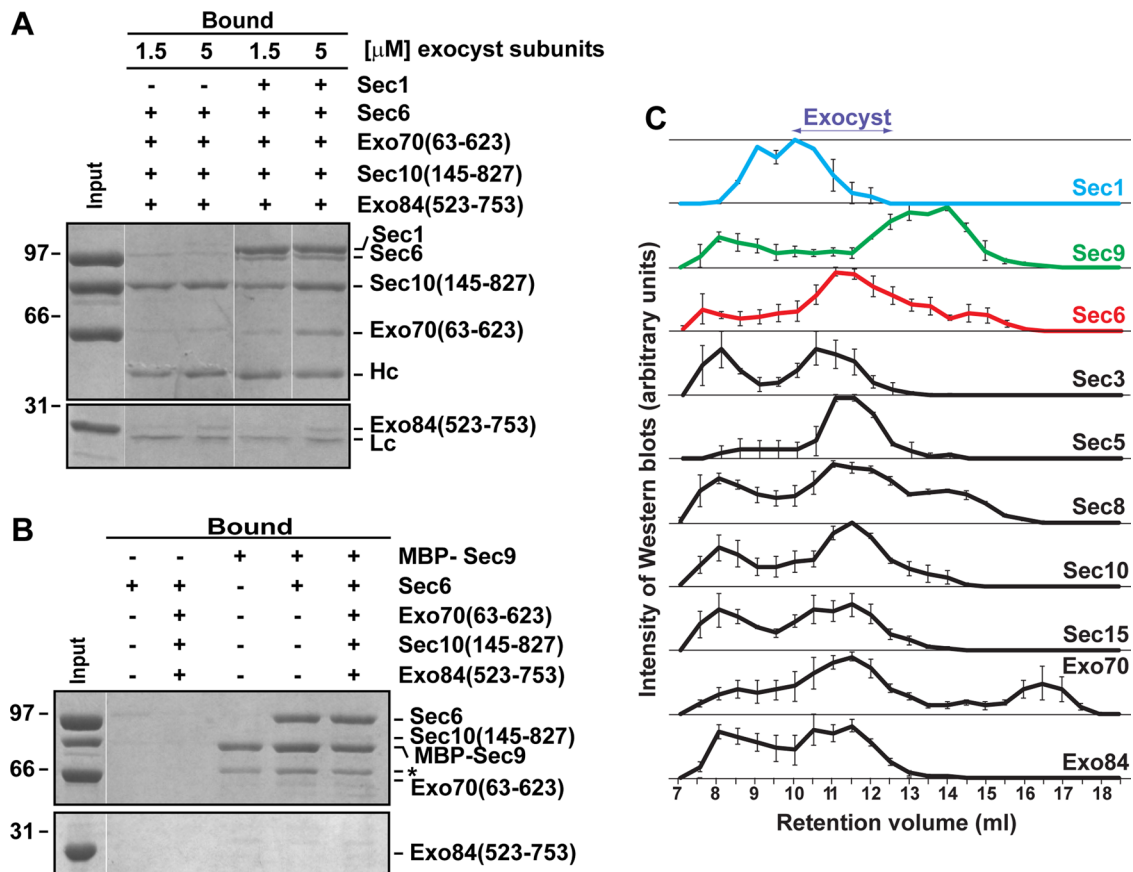 A
Bound
1.5 5 1.5 5 [μM] exocyst subunits
- - + + Sec1
+ + + + Sec6
+ + + + Exo70(63-623)
+ + + + Sec10(145-827)
+ + + + Exo84(523-753)
Input
Sec1
97 - Sec6
Sec10(145-827)
66 -
Exo70(63-623)
Hc
31 -
Exo84(523-753)
Lc
B
Bound
- - + + + MBP- Sec9
+ + - + + Sec6
- + - - + Exo70(63-623)
- + - - + Sec10(145-827)
- + - - + Exo84(523-753)
Input
97 - Sec6
Sec10(145-827)
MBP-Sec9
66 - *
Exo70(63-623)
31 -
Exo84(523-753)
C
Exocyst
Sec1
Sec9
Sec6
Sec3
Sec5
Sec8
Sec10
Sec15
Exo70
Exo84
Intensity of Western blots (arbitrary units)
7 8 9 10 11 12 13 14 15 16 17 18
Retention volume (ml)